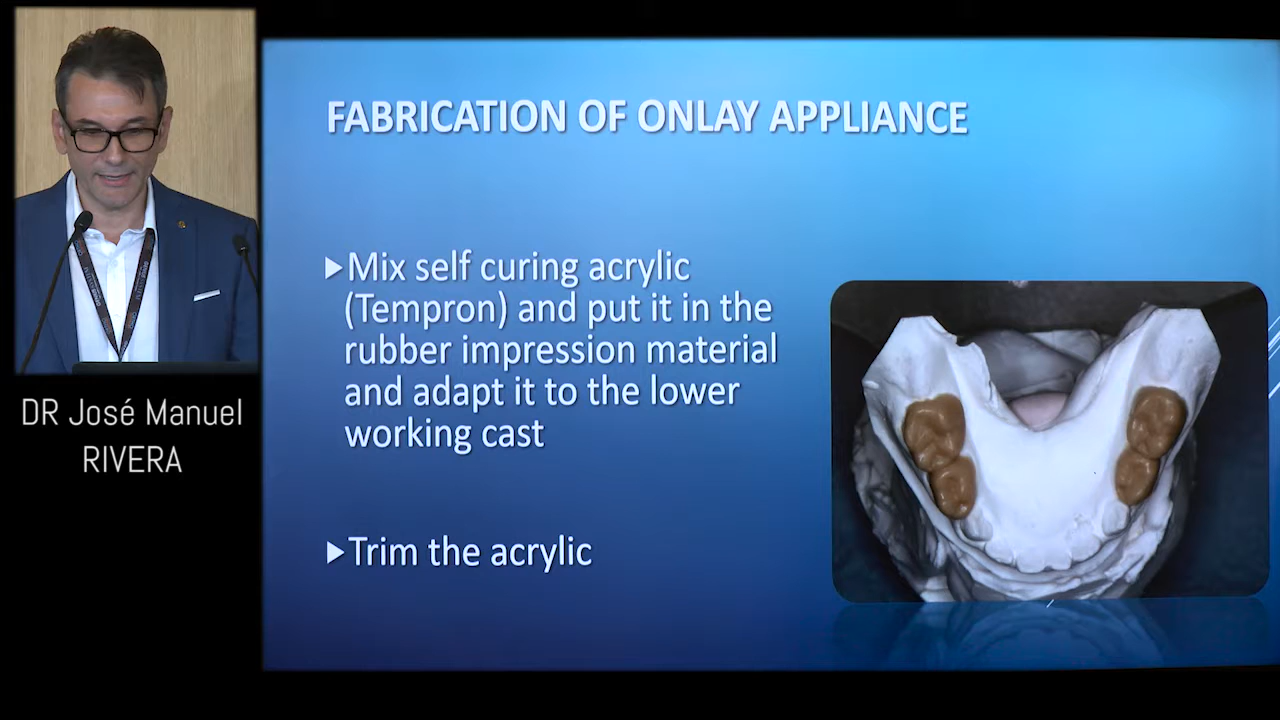 FABRICATION OF ONLAY APPLIANCE
Mix self curing acrylic
(Tempron) and put it in the
rubber impression material
and adapt it to the lower
working cast
Trim the acrylic
DR José Manuel
RIVERA